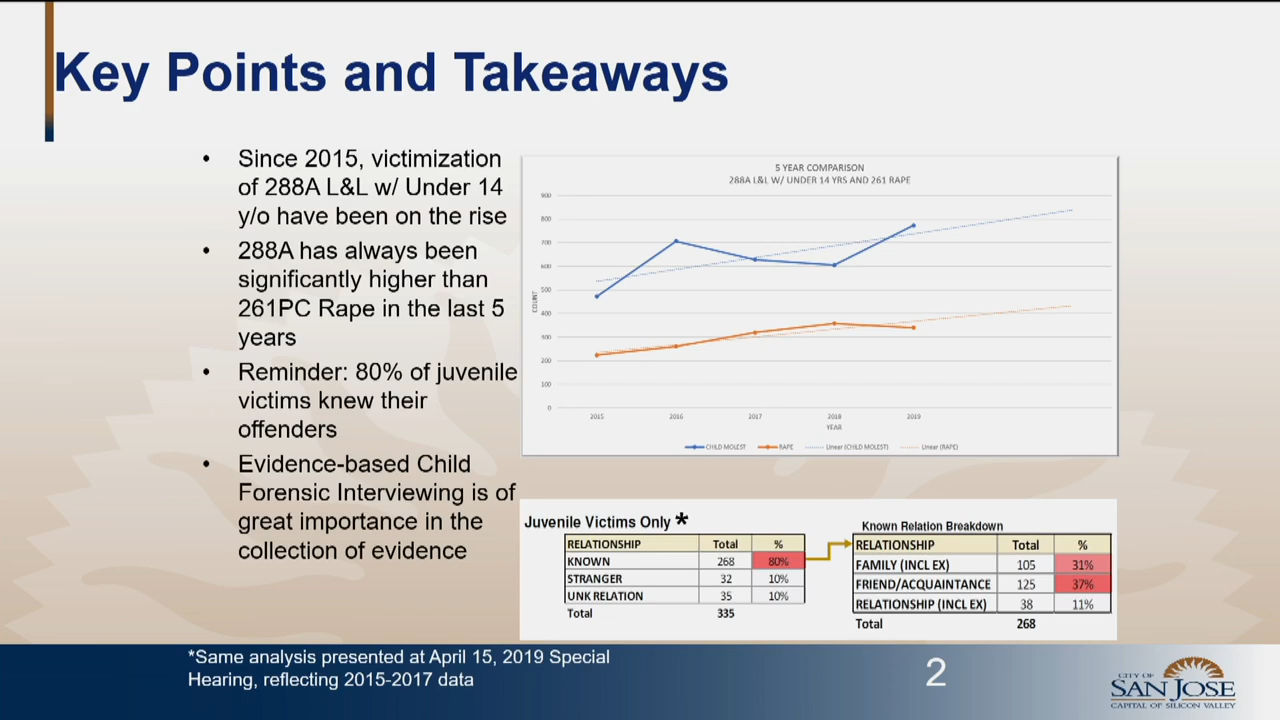 Key Points and Takeaways
• Since 2015, victimization
of 288A L&L w/ Under 14
y/o have been on the rise
• 288A has always been
significantly higher than
261PC Rape in the last 5
years
• Reminder: 80% of juvenile
victims knew their
offenders
• Evidence-based Child
Forensic Interviewing is of
great importance in the
collection of evidence
5 YEAR COMPARISON
288A L&L W/ UNDER 14 YRS AND 261 RAPE
900
800
700
600
500
400
300
200
100
0
COUNT
2015 2016 2017 2018 2019
YEAR
CHILD MOLEST RAPE Linear (CHILD MOLEST) Linear (RAPE)
Juvenile Victims Only *
RELATIONSHIP Total %
KNOWN 268 80%
STRANGER 32 10%
UNK RELATION 35 10%
Total 335
Known Relation Breakdown
RELATIONSHIP Total %
FAMILY (INCL EX) 105 31%
FRIEND/ACQUAINTANCE 125 37%
RELATIONSHIP (INCL EX) 38 11%
Total 268
*Same analysis presented at April 15, 2019 Special
Hearing, reflecting 2015-2017 data
2
CITY OF
SAN JOSE
CAPITAL OF SILICON VALLEY